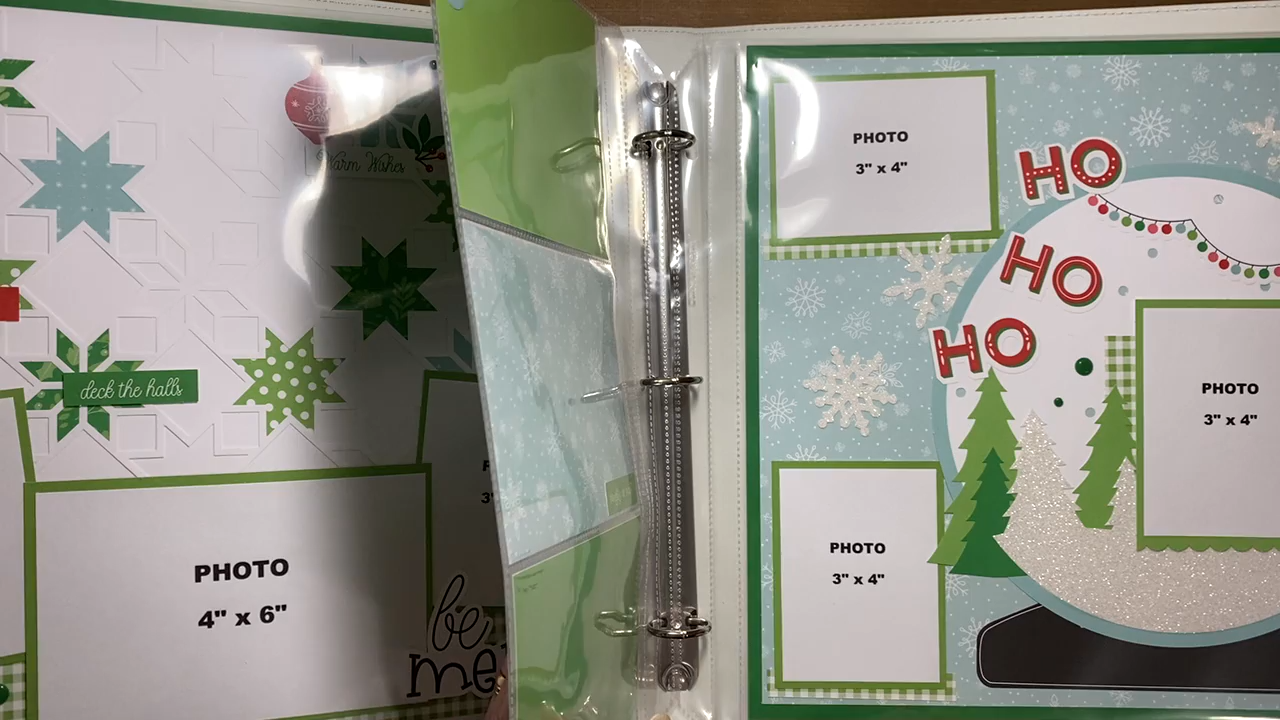 Warm Wishes
deck the halls
PHOTO
4" x 6"
be
me
PHOTO
3" x 4"
HO
HO
HO
PHOTO
3" x 4"
PHOTO
3" x 4"